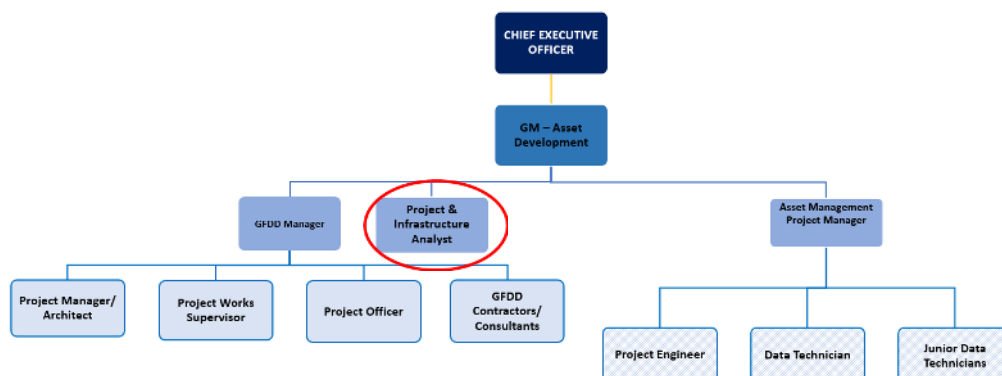 CHIEF EXECUTIVE
OFFICER
GM – Asset
Development
GFDD Manager
Project &
Infrastructure
Analyst
Asset Management
Project Manager
Project Manager/
Architect
Project Works
Supervisor
Project Officer
GFDD
Contractors/
Consultants
Project Engineer
Data Technician
Junior Data
Technicians